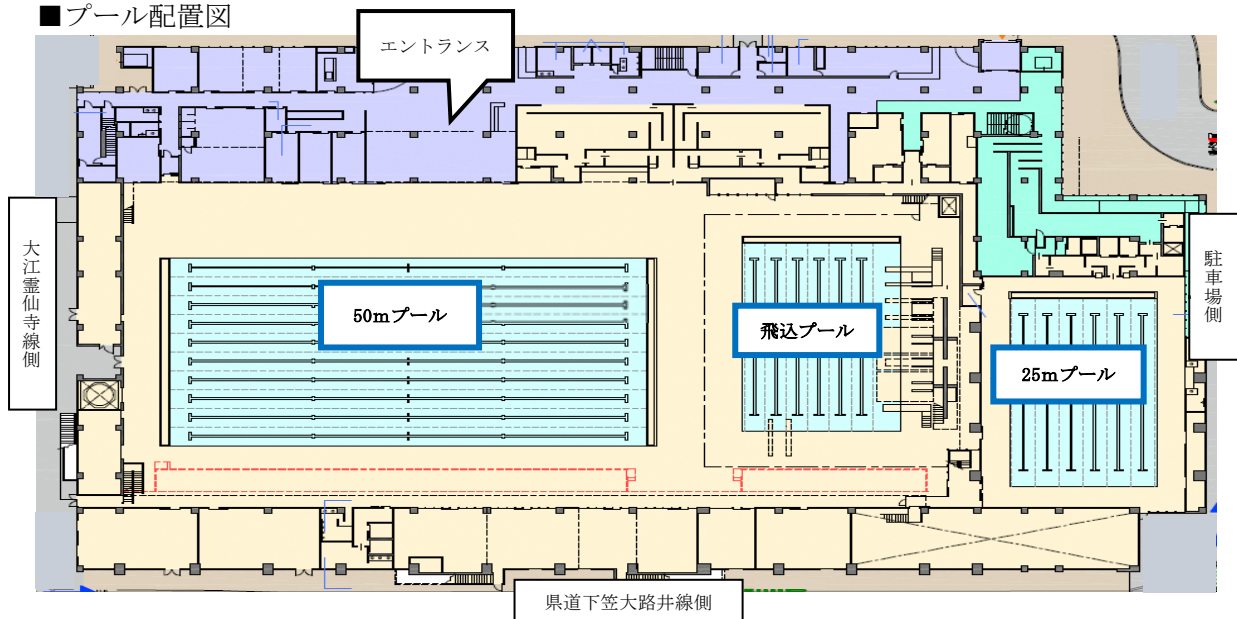 ■プール配置図
エントランス
大江霊仙寺線側
50mプール
飛込プール
25mプール
駐車場側
県道下笠大路井線側